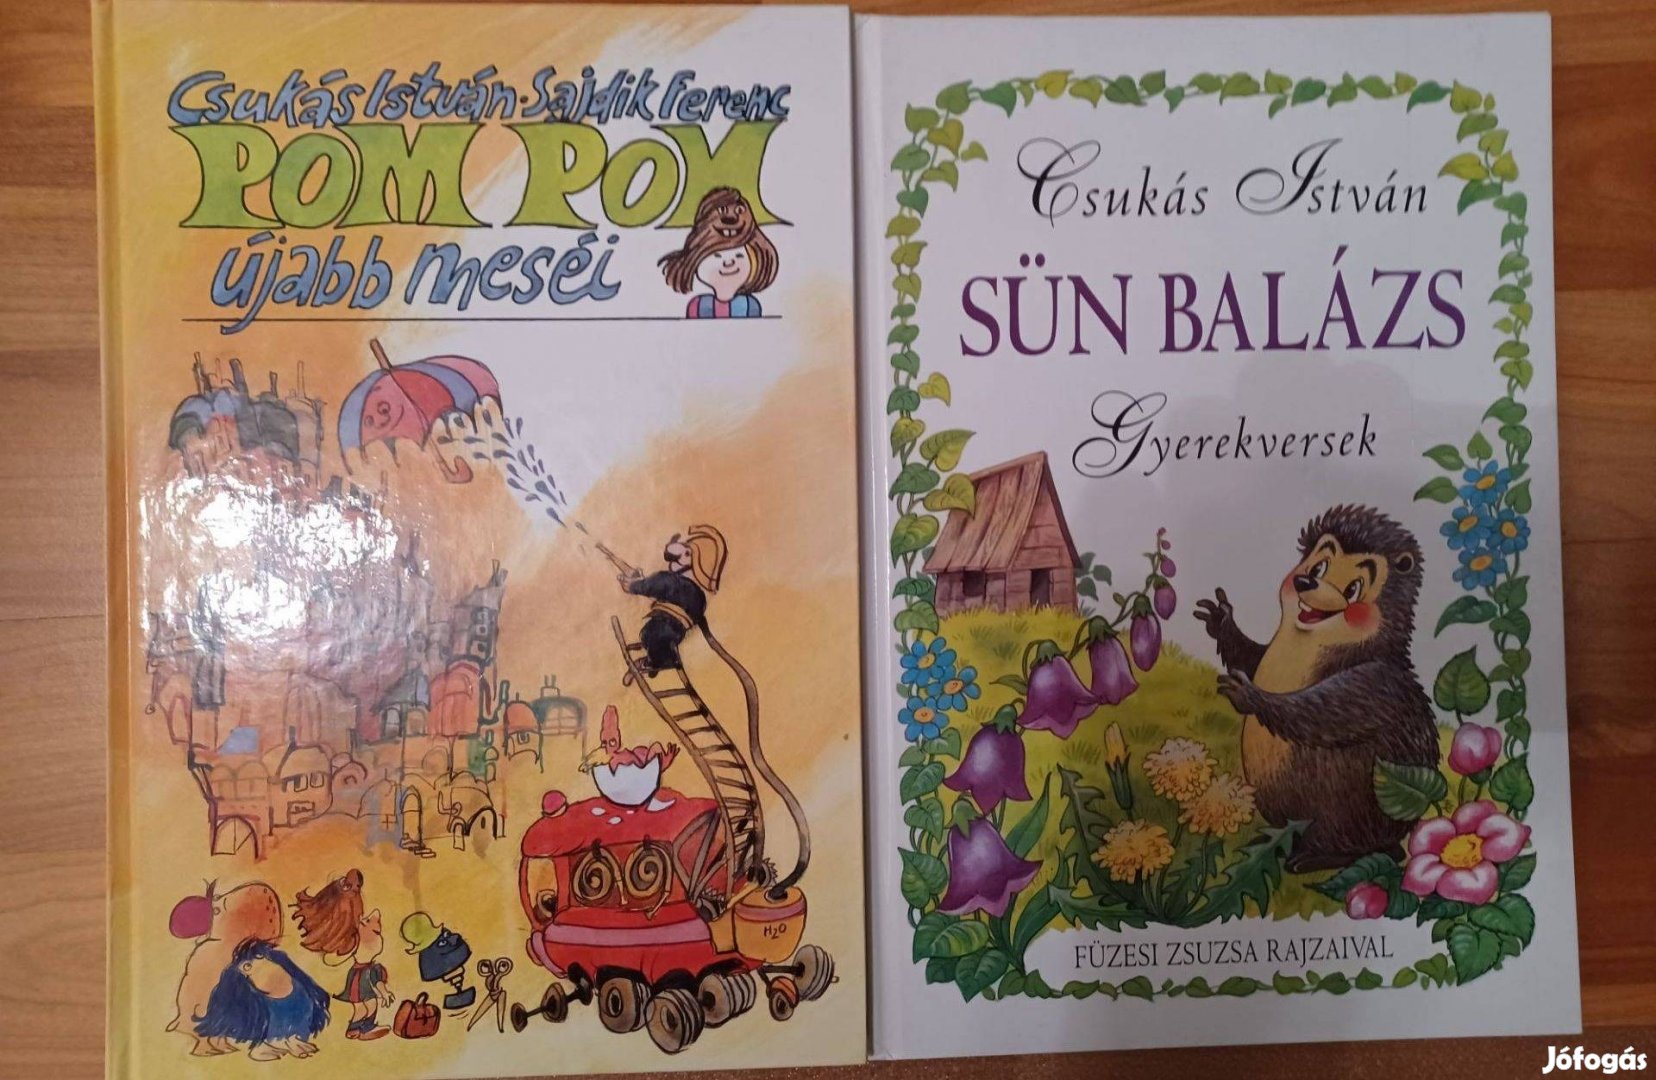 Csukás István · Sajdik Ferenc
POM POM
újabb meséi
H2O
Csukás István
SÜN BALÁZS
Gyerekversek
FÜZESI ZSUZSA RAJZAIVAL
Jófogás